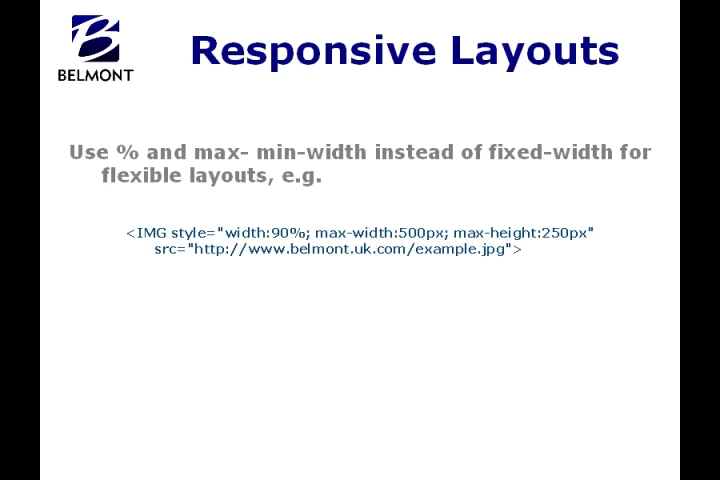 BELMONT
Responsive Layouts
Use % and max- min-width instead of fixed-width for
flexible layouts, e.g.
<IMG style="width:90%; max-width:500px; max-height:250px"
src="http://www.belmont.uk.com/example.jpg">